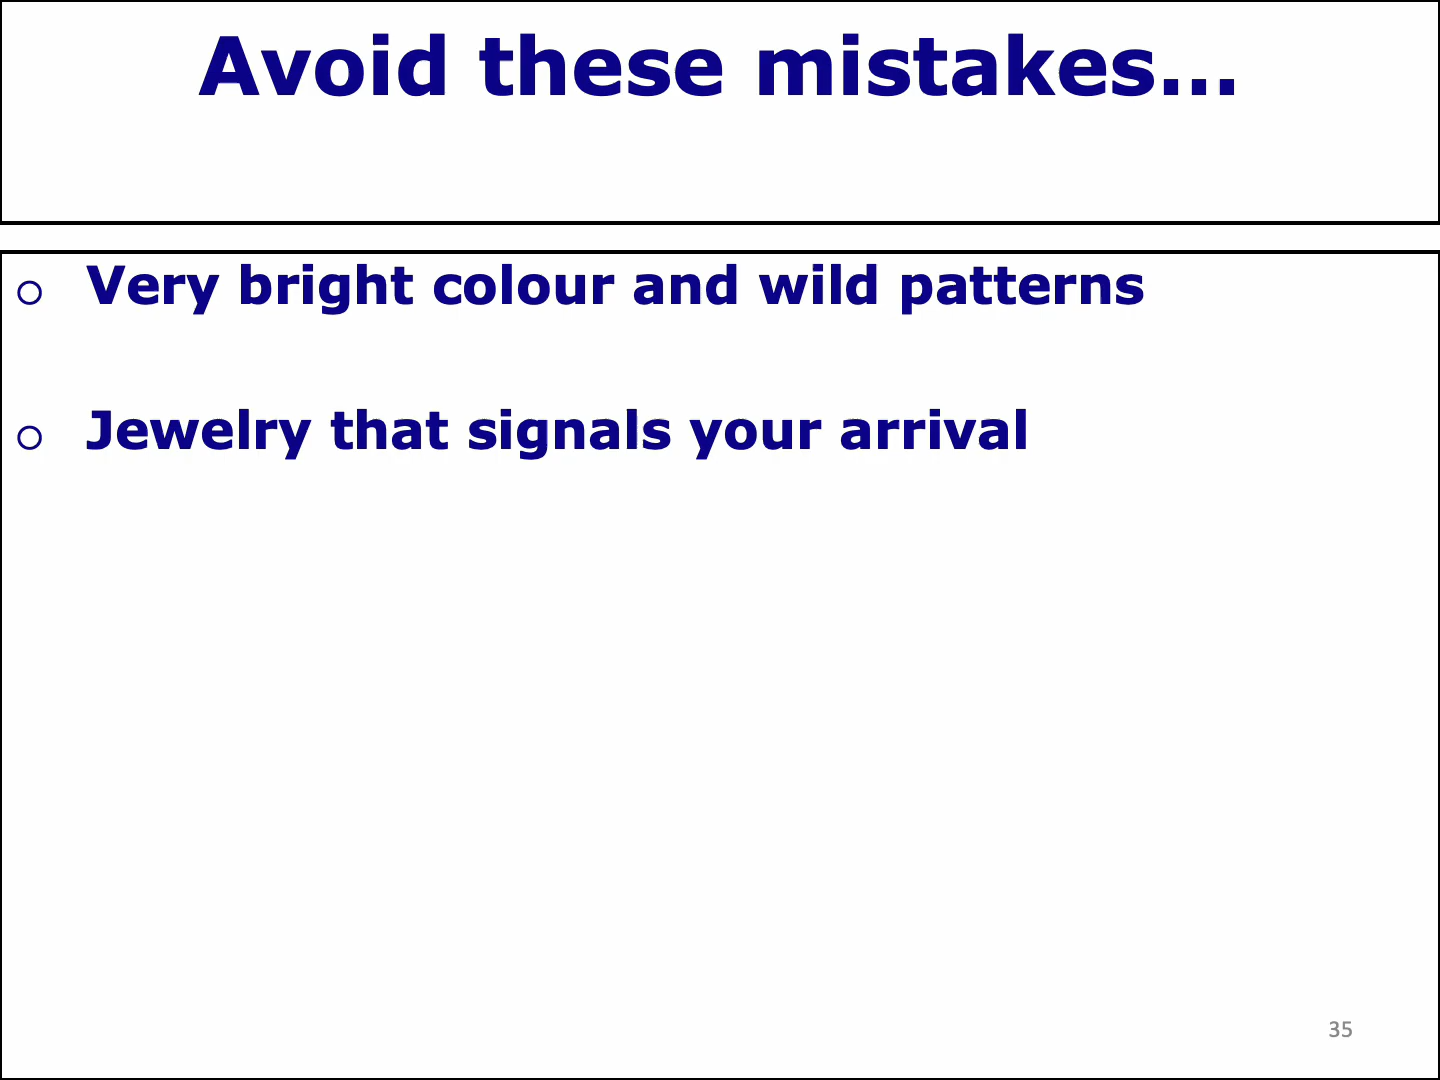 Avoid these mistakes…
○ Very bright colour and wild patterns
○ Jewelry that signals your arrival
35